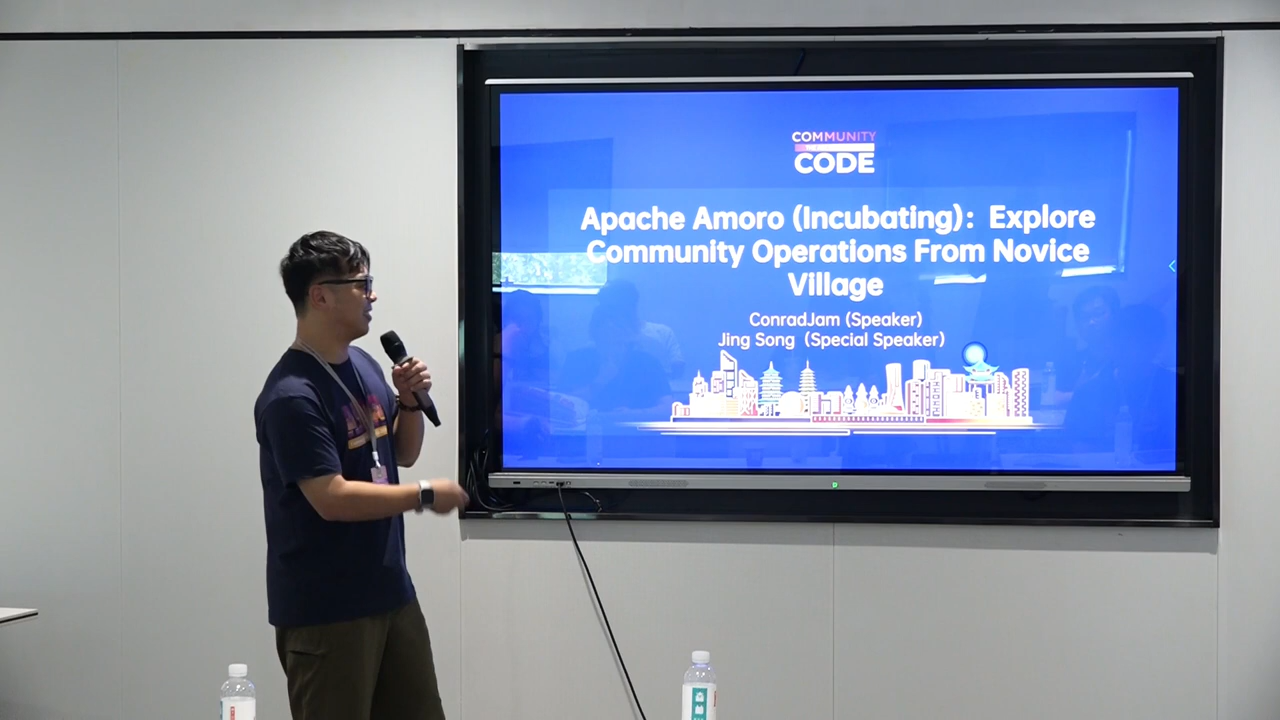 COMMUNITY
CODE
Apache Amoro (Incubating): Explore
Community Operations From Novice
Village
ConradJam (Speaker)
Jing Song (Special Speaker)